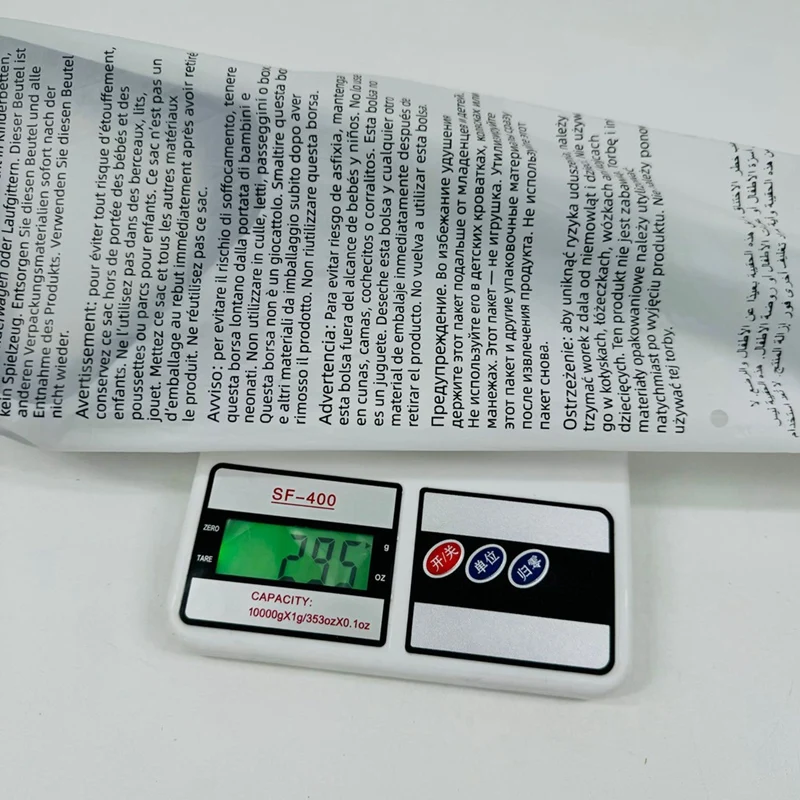 kein Spielzeug. Entsorgen Sie diesen Beutel und alle
anderen Verpackungsmaterialien sofort nach der
Entnahme des Produkts. Verwenden Sie diesen Beutel
nicht wieder.
Avertissement: pour éviter tout risque d'étouffement,
conservez ce sac hors de portée des bébés et des
enfants. Ne l'utilisez pas dans des berceaux, lits,
poussettes ou parcs pour enfants. Ce sac n'est pas un
jouet. Mettez ce sac et tous les autres matériaux
d'emballage au rebut immédiatement après avoir retiré
le produit. Ne réutilisez pas ce sac.
Avviso: per evitare il rischio di soffocamento, tenere
questa borsa lontano dalla portata di bambini e
neonati. Non utilizzare in culle, letti, passeggini o box
Questa borsa non è un giocattolo. Smaltire questa bo
e altri materiali da imballaggio subito dopo aver
rimosso il prodotto. Non riutilizzare questa borsa.
Advertencia: Para evitar riesgo de asfixia, mantenga
esta bolsa fuera del alcance de bebés y niños. No lo use
en cunas, camas, cochecitos o corralitos. Esta bolsa no
es un juguete. Deseche esta bolsa y cualquier otro
material de embalaje inmediatamente después de
retirar el producto. No vuelva a utilizar esta bolsa.
Предупреждение. Во избежание удушения
держите этот пакет подальше от младенцев и детей.
Не используйте его в детских кроватках, колясках или
манежах. Этот пакет — не игрушка. Утилизируйте
этот пакет и другие упаковочные материалы сразу
после извлечения продукта. Не используйте этот
пакет снова.
Ostrzeżenie: aby uniknąć ryzyka uduszenia, należy
trzymać worek z dala od niemowląt i dzieci. Nie używ
go w kołyskach, łóżeczkach, wózkach
dziecięcych. Ten produkt nie jest zabawką. Torbę i in
materiały opakowaniowe należy utylizować
natychmiast po wyjęciu produktu. Nie należy pono
używać tej torby.
SF-400
ZERO
TARE
295
g
oz
CAPACITY:
10000gX1g/353ozX0.1oz
开/关
单位
归零